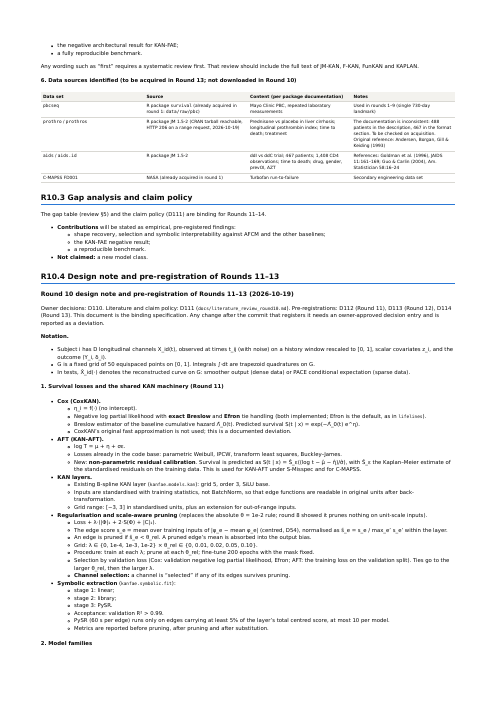 the negative architectural result for KAN-FAE;
a fully reproducible benchmark.
Any wording such as "first" requires a systematic review first. That review should include the full text of JM-KAN, F-KAN, FunKAN and KAPLAN.
6. Data sources identified (to be acquired in Round 13; not downloaded in Round 10)
Data set Source Content (per package documentation) Notes
pbcseq R package survival (already acquired in round 1: data/raw/pbc) Mayo Clinic PBC, repeated laboratory measurements Used in rounds 1–9 (single 730-day landmark)
prothro / prothros R package JM 1.5-2 (CRAN tarball reachable, HTTP 206 on a range request, 2026-10-19) Prednisone vs placebo in liver cirrhosis; longitudinal prothrombin index; time to death; treatment The documentation is inconsistent: 488 patients in the description, 467 in the format section. To be checked on acquisition. Original reference: Andersen, Borgan, Gill & Keiding (1993)
aids / aids.id R package JM 1.5-2 ddI vs ddC trial; 467 patients; 1,408 CD4 observations; time to death, drug, gender, prevOI, AZT References: Goldman et al. (1996), JAIDS 11:161–169; Guo & Carlin (2004), Am. Statistician 58:16–24
C-MAPSS FD001 NASA (already acquired in round 1) Turbofan run-to-failure Secondary engineering data set
R10.3 Gap analysis and claim policy
The gap table (review §5) and the claim policy (D111) are binding for Rounds 11–14.
Contributions will be stated as empirical, pre-registered findings:
shape recovery, selection and symbolic interpretability against AFCM and the other baselines;
the KAN-FAE negative result;
a reproducible benchmark.
Not claimed: a new model class.
R10.4 Design note and pre-registration of Rounds 11–13
Round 10 design note and pre-registration of Rounds 11–13 (2026-10-19)
Owner decisions: D110. Literature and claim policy: D111 (docs/literature_review_round10.md). Pre-registrations: D112 (Round 11), D113 (Round 12), D114 (Round 13). This document is the binding specification. Any change after the commit that registers it needs an owner-approved decision entry and is reported as a deviation.
Notation.
Subject i has D longitudinal channels X_id(t), observed at times t_ij (with noise) on a history window rescaled to [0, 1], scalar covariates z_i, and the outcome (Y_i, δ_i).
G is a fixed grid of 50 equispaced points on [0, 1]. Integrals ∫·dt are trapezoid quadratures on G.
In tests, X̂_id(·) denotes the reconstructed curve on G: smoother output (dense data) or PACE conditional expectation (sparse data).
1. Survival losses and the shared KAN machinery (Round 11)
Cox (CoxKAN).
η_i = f(·) (no intercept).
Negative log partial likelihood with exact Breslow and Efron tie handling (both implemented; Efron is the default, as in lifelines).
Breslow estimator of the baseline cumulative hazard Λ̂_0(t). Predicted survival S(t | x) = exp(−Λ̂_0(t) e^η).
CoxKAN's original fast approximation is not used; this is a documented deviation.
AFT (KAN-AFT).
log T = μ + η + σε.
Losses already in the code base: parametric Weibull, IPCW, transform least squares, Buckley-James.
New: non-parametric residual calibration. Survival is predicted as S(t | x) = Ŝ_ε((log t − μ̂ − η̂)/σ̂), with Ŝ_ε the Kaplan–Meier estimate of the standardised residuals on the training data. This is used for KAN-AFT under S-Misspec and for C-MAPSS.
KAN layers.
Existing B-spline KAN layer (kanfae.models.kan): grid 5, order 3, SiLU base.
Inputs are standardised with training statistics, not BatchNorm, so that edge functions are readable in original units after back-transformation.
Grid range: [−3, 3] in standardised units, plus an extension for out-of-range inputs.
Regularisation and scale-aware pruning (replaces the absolute θ = 1e-2 rule; round 8 showed it prunes nothing on unit-scale inputs).
The edge score s_e = mean over training inputs of |φ_e − mean φ_e| (centred, D54), normalised as s̃_e = s_e / max_e' s_e' within the layer.
An edge is pruned if s̃_e < θ_rel. A pruned edge's mean is absorbed into the output bias.
Grid: λ ∈ {0, 1e-4, 1e-3, 1e-2} × θ_rel ∈ {0, 0.01, 0.02, 0.05, 0.10}.
Procedure: train at each λ; prune at each θ_rel; fine-tune 200 epochs with the mask fixed.
Selection by validation loss (Cox: validation negative log partial likelihood, Efron; AFT: the training loss on the validation split). Ties go to the larger θ_rel, then the larger λ.
Channel selection: a channel is "selected" if any of its edges survives pruning.
Symbolic extraction (kanfae.symbolic.fit):
stage 1: linear;
stage 2: library;
stage 3: PySR.
Acceptance: validation R² > 0.99.
PySR (60 s per edge) runs only on edges carrying at least 5% of the layer's total centred score, at most 10 per model.
Metrics are reported before pruning, after pruning and after substitution.
2. Model families